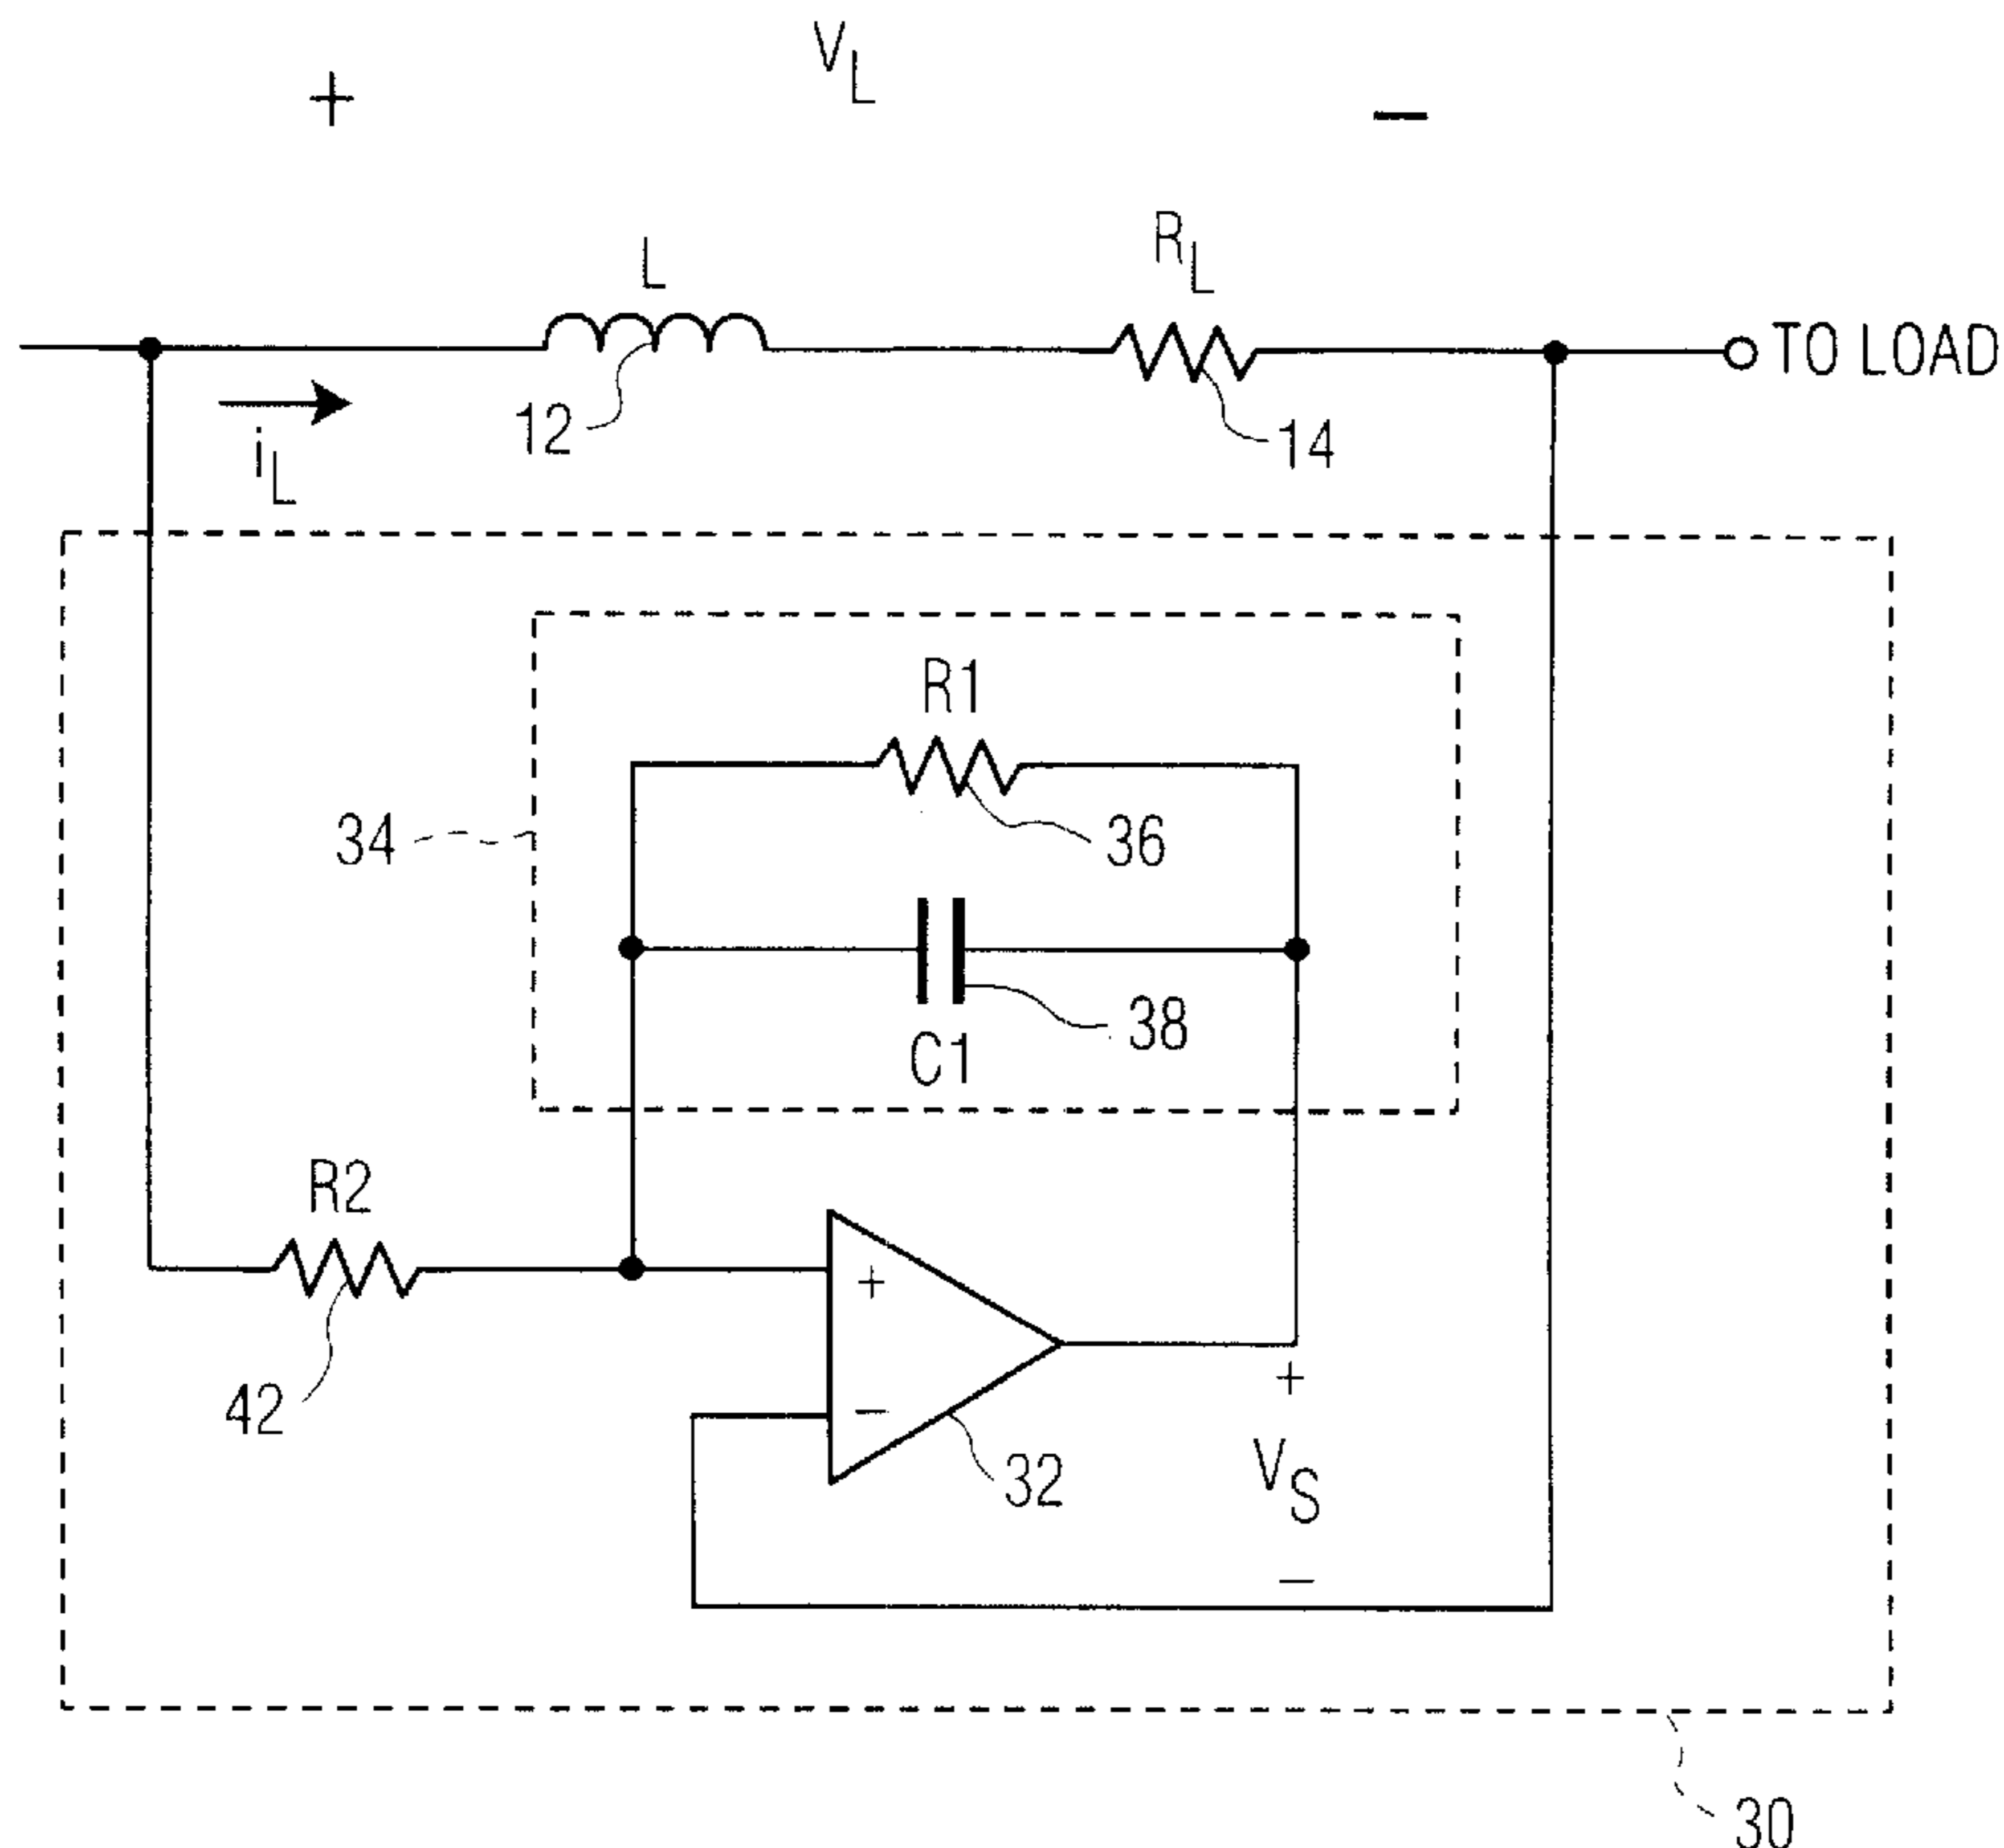 V_L
+ −
L
R_L
TO LOAD
12
14
i_L
R1
34
36
38
C1
R2
+
−
42
32
+
V_S
−
30